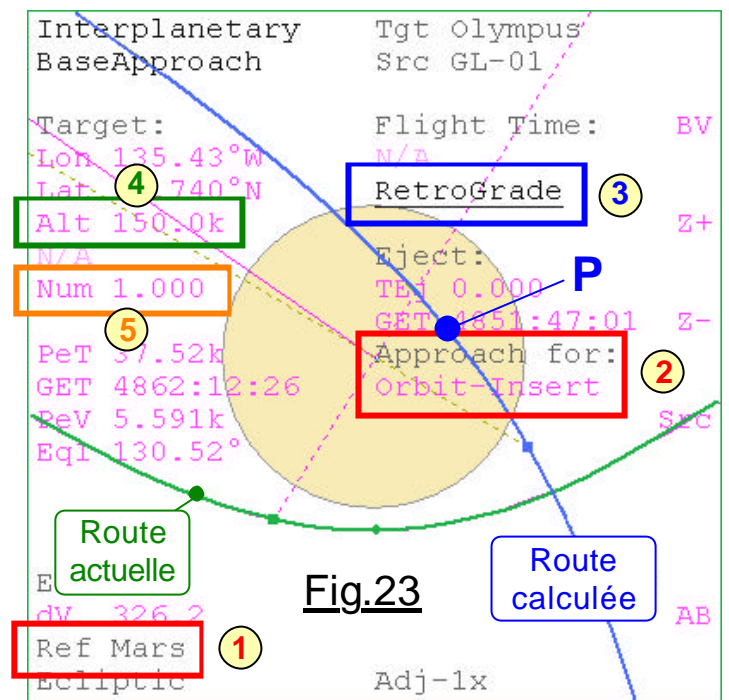 Interplanetary Tgt Olympus
BaseApproach Src GL-01
Target: Flight Time: BV
Lon 135.43°W N/A
Lat 740°N RetroGrade 3
4
Alt 150.0k Z+
N/A Eject:
Num 1.000 TEj 0.000 P
5 GET 4851:47:01 Z-
PeT 37.52k Approach for: 2
GET 4862:12:26 Orbit-Insert
PeV 5.591k Src
EqI 130.52°
Route
actuelle
Route
calculée
Fig.23
E
dV 326.2 AB
Ref Mars 1
Ecliptic Adj-1x